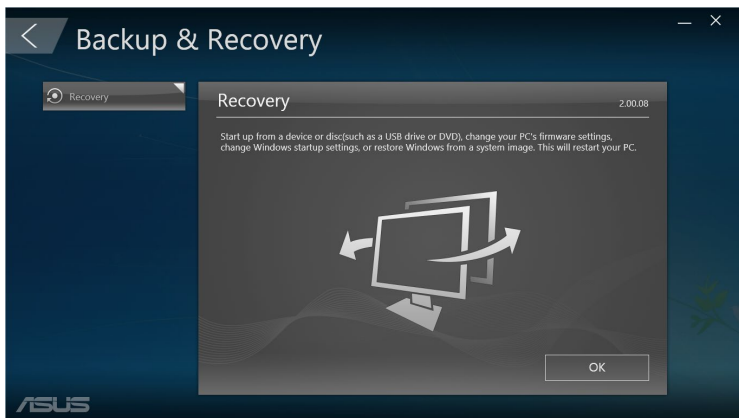 Backup & Recovery
Recovery
Recovery
2.00.08
Start up from a device or disc(such as a USB drive or DVD), change your PC's firmware settings,
change Windows startup settings, or restore Windows from a system image. This will restart your PC.
OK
ASUS